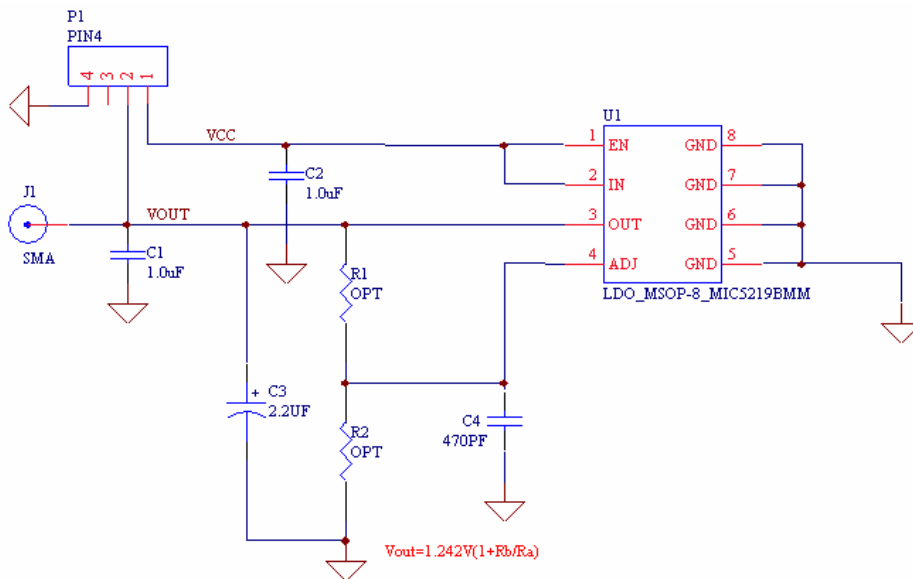 P1
PIN4
4 3 2 1
VCC
J1
SMA
VOUT
C1
1.0uF
C2
1.0uF
R1
OPT
C3
+
2.2UF
R2
OPT
C4
470PF
U1
1 EN GND 8
2 IN GND 7
3 OUT GND 6
4 ADJ GND 5
LDO_MSOP-8_MIC5219BMM
Vout=1.242V(1+Rb/Ra)